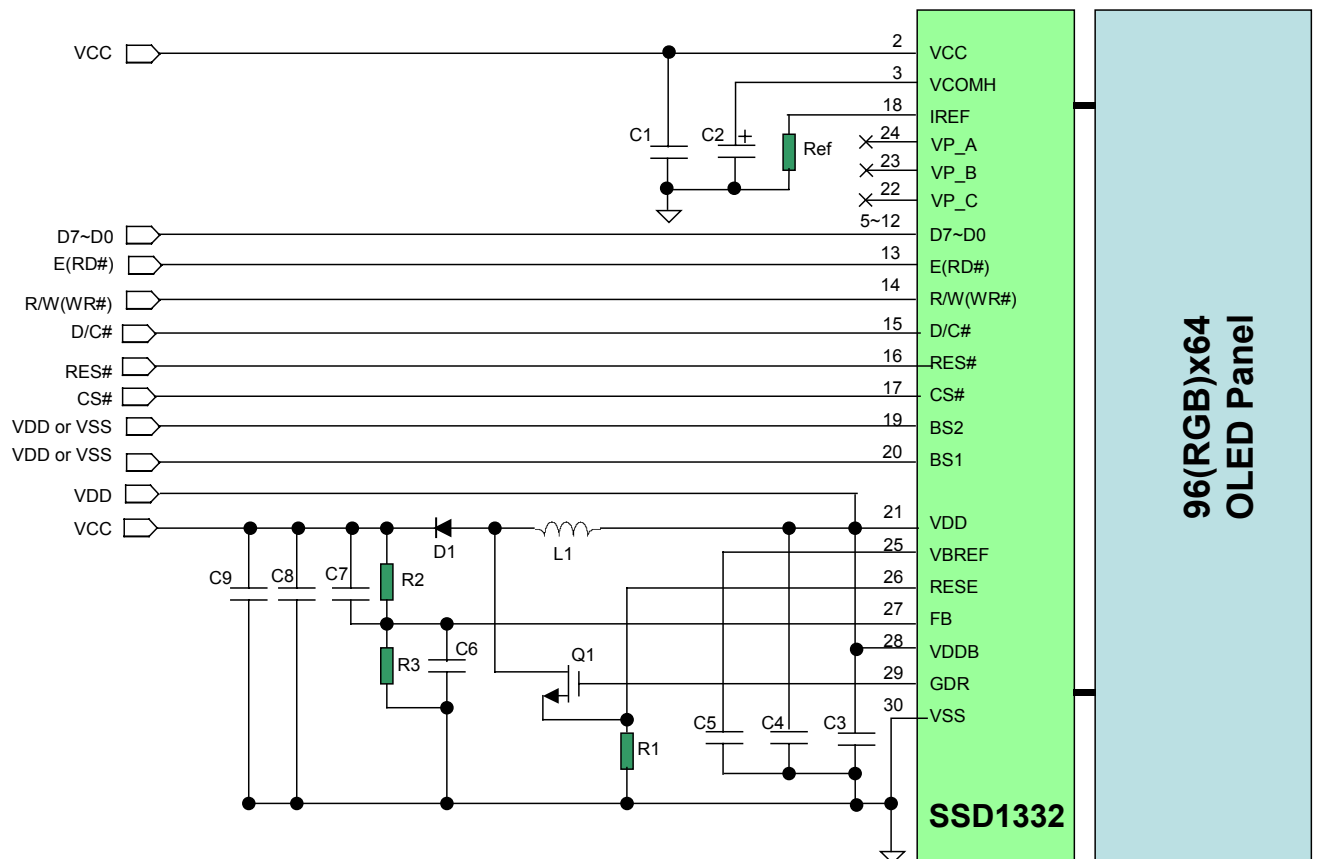 VCC 2 VCC
3 VCOMH
18 IREF
C1 C2 + Ref 24 VP_A
23 VP_B
22 VP_C
D7~D0 5~12 D7~D0
E(RD#) 13 E(RD#)
R/W(WR#) 14 R/W(WR#)
D/C# 15 D/C#
RES# 16 RES#
CS# 17 CS#
VDD or VSS 19 BS2
VDD or VSS 20 BS1
VDD
VCC 21 VDD
D1 L1 25 VBREF
C9 C8 C7 R2 26 RESE
27 FB
R3 C6 Q1 28 VDDB
29 GDR
30 VSS
R1 C5 C4 C3
SSD1332
96(RGB)x64
OLED Panel